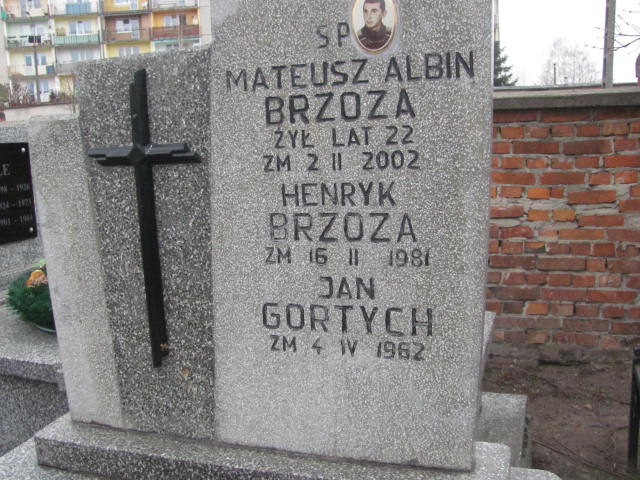 SP
MATEUSZ ALBIN
BRZOZA
ŻYŁ LAT 22
ZM 2 II 2002
HENRYK
BRZOZA
ZM 16 II 1981
JAN
GORTYCH
ZM 4 IV 1962